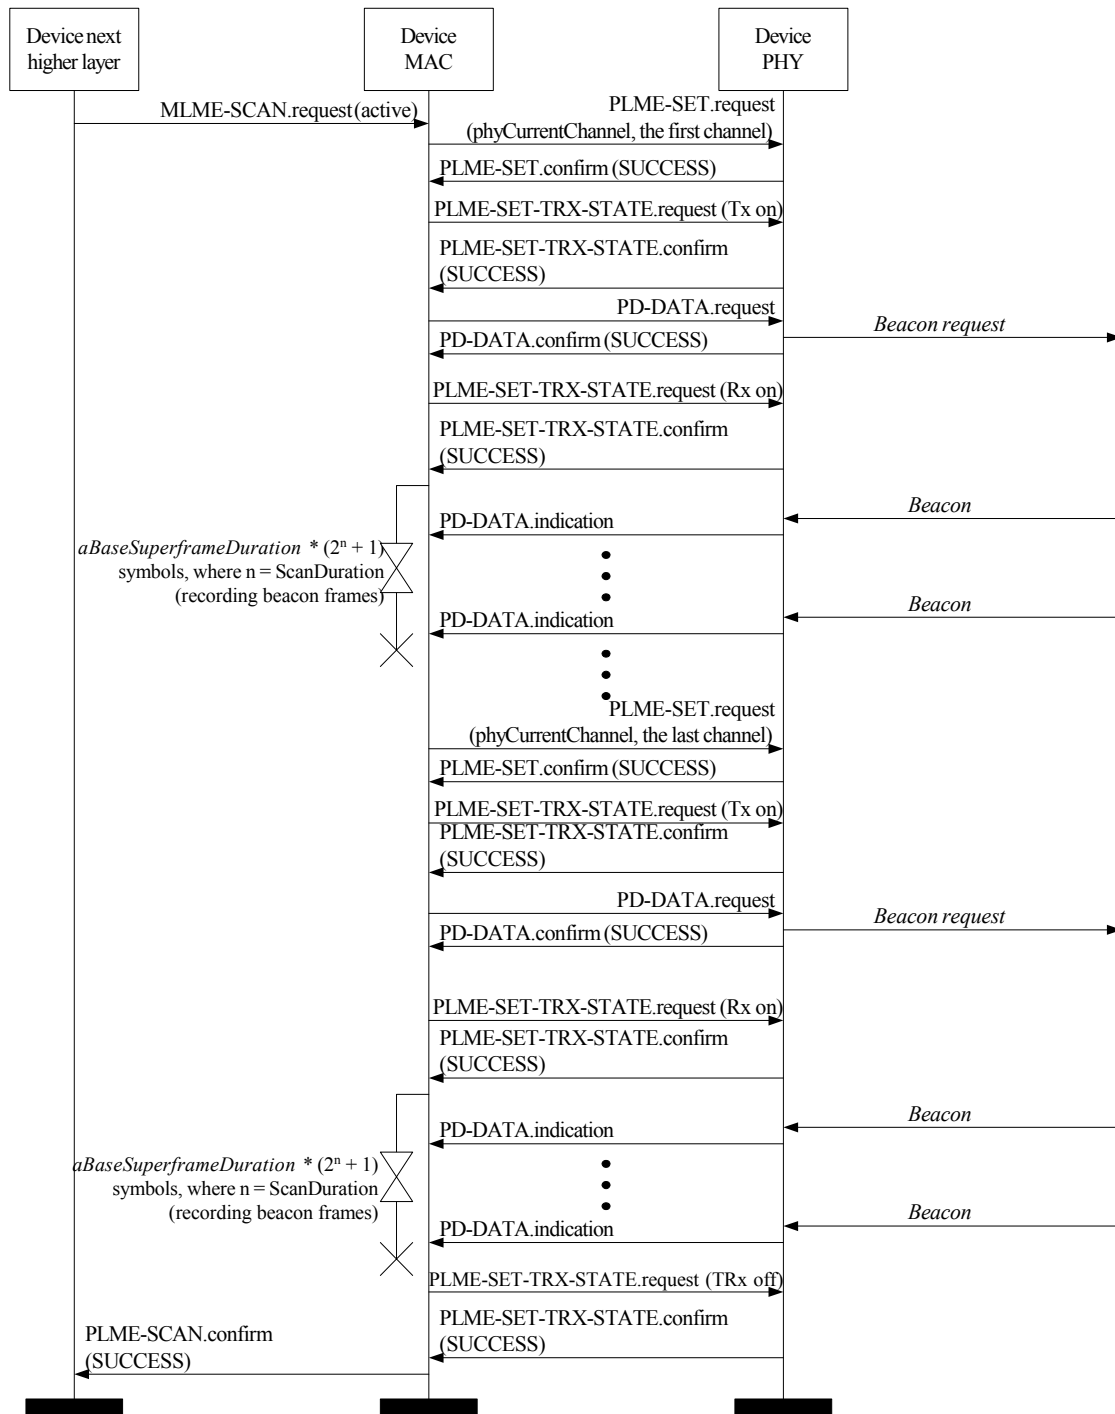 Device next
higher layer
Device
MAC
Device
PHY
MLME-SCAN.request (active)
PLME-SET.request
(phyCurrentChannel, the first channel)
PLME-SET.confirm (SUCCESS)
PLME-SET-TRX-STATE.request (Tx on)
PLME-SET-TRX-STATE.confirm
(SUCCESS)
PD-DATA.request
Beacon request
PD-DATA.confirm (SUCCESS)
PLME-SET-TRX-STATE.request (Rx on)
PLME-SET-TRX-STATE.confirm
(SUCCESS)
Beacon
PD-DATA.indication
aBaseSuperframeDuration * (2ⁿ + 1)
symbols, where n = ScanDuration
(recording beacon frames)
Beacon
PD-DATA.indication
PLME-SET.request
(phyCurrentChannel, the last channel)
PLME-SET.confirm (SUCCESS)
PLME-SET-TRX-STATE.request (Tx on)
PLME-SET-TRX-STATE.confirm
(SUCCESS)
PD-DATA.request
Beacon request
PD-DATA.confirm (SUCCESS)
PLME-SET-TRX-STATE.request (Rx on)
PLME-SET-TRX-STATE.confirm
(SUCCESS)
Beacon
PD-DATA.indication
aBaseSuperframeDuration * (2ⁿ + 1)
symbols, where n = ScanDuration
(recording beacon frames)
Beacon
PD-DATA.indication
PLME-SET-TRX-STATE.request (TRx off)
PLME-SET-TRX-STATE.confirm
(SUCCESS)
PLME-SCAN.confirm
(SUCCESS)